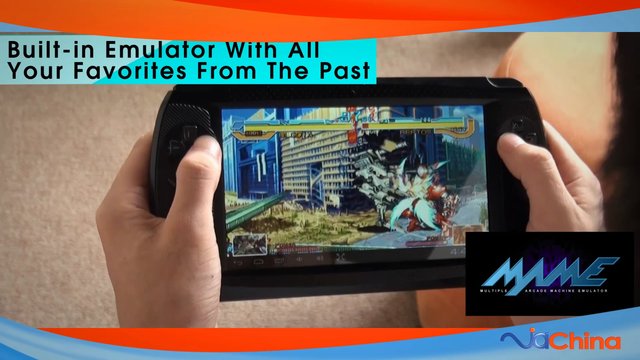 Built-in Emulator With All
Your Favorites From The Past
MAME
MULTIPLE ARCADE MACHINE EMULATOR
viaChina